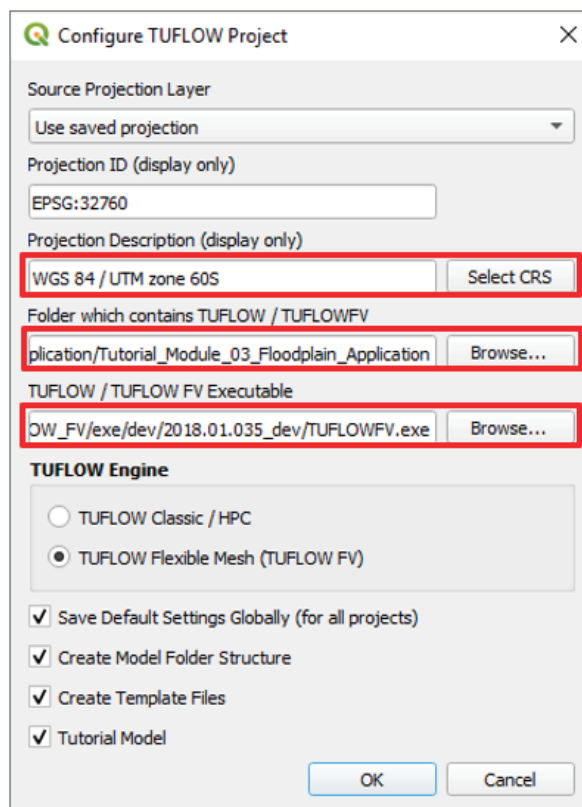 Configure TUFLOW Project
Source Projection Layer
Use saved projection
Projection ID (display only)
EPSG:32760
Projection Description (display only)
WGS 84 / UTM zone 60S Select CRS
Folder which contains TUFLOW / TUFLOWFV
plication/Tutorial_Module_03_Floodplain_Application Browse...
TUFLOW / TUFLOW FV Executable
OW_FV/exe/dev/2018.01.035_dev/TUFLOWFV.exe Browse...
TUFLOW Engine
TUFLOW Classic / HPC
TUFLOW Flexible Mesh (TUFLOW FV)
Save Default Settings Globally (for all projects)
Create Model Folder Structure
Create Template Files
Tutorial Model
OK Cancel